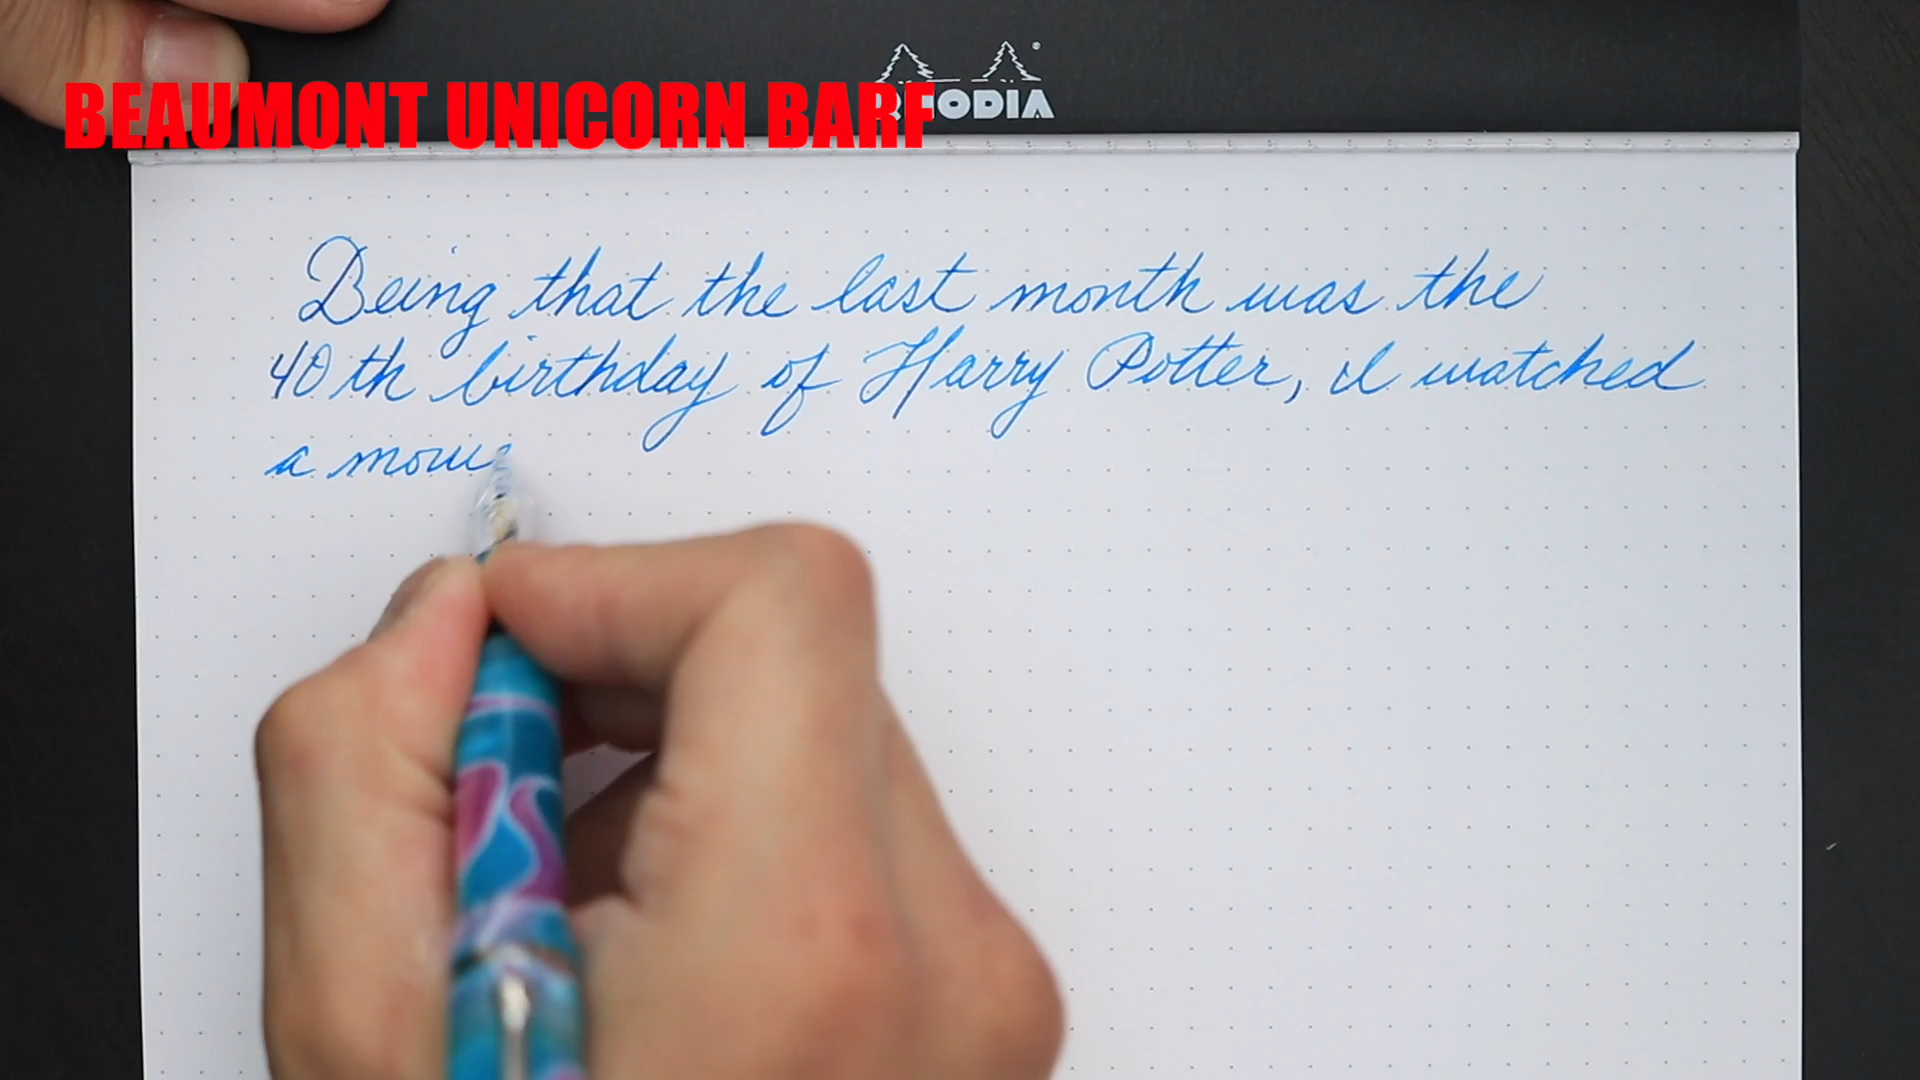 RHODIA
BEAUMONT UNICORN BARF
Being that the last month was the
40th birthday of Harry Potter, I watched
a